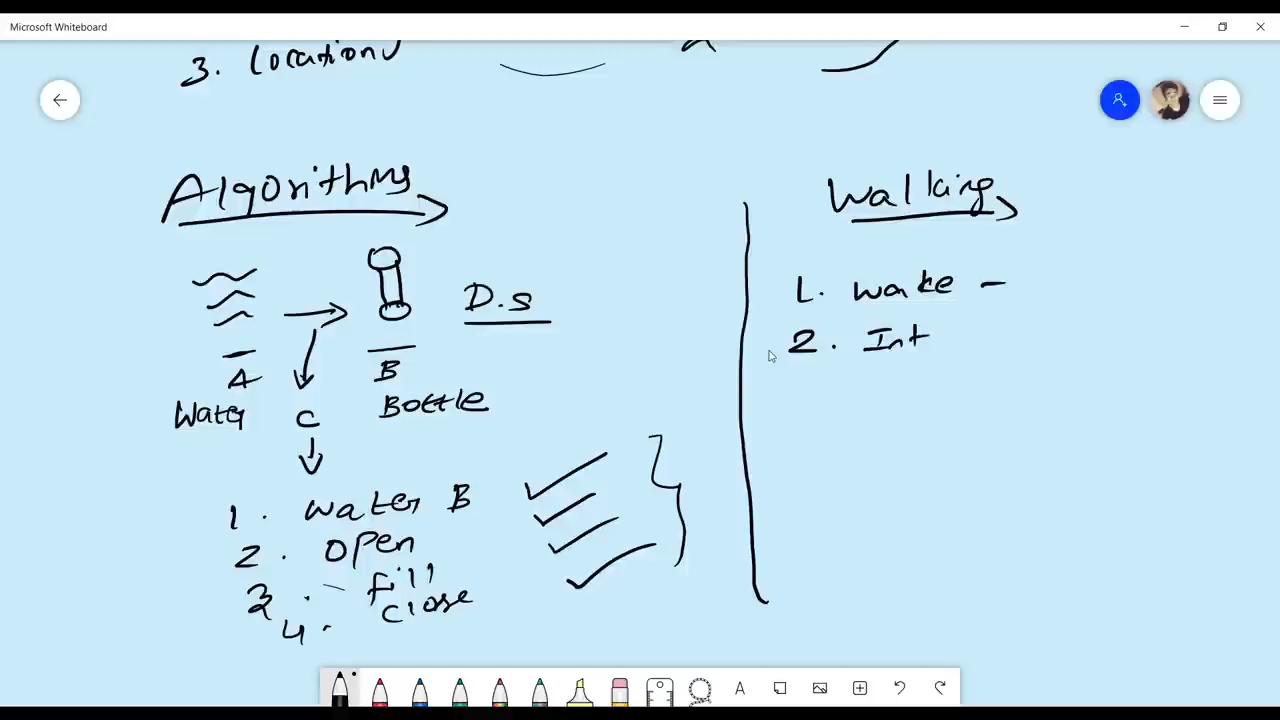 Microsoft Whiteboard
3. Location
Algorithms
D.s
A
B
Water
C
Bottle
1. Water B
2. Open
3. fill
4. close
Walking
1. wake -
2. Int
A